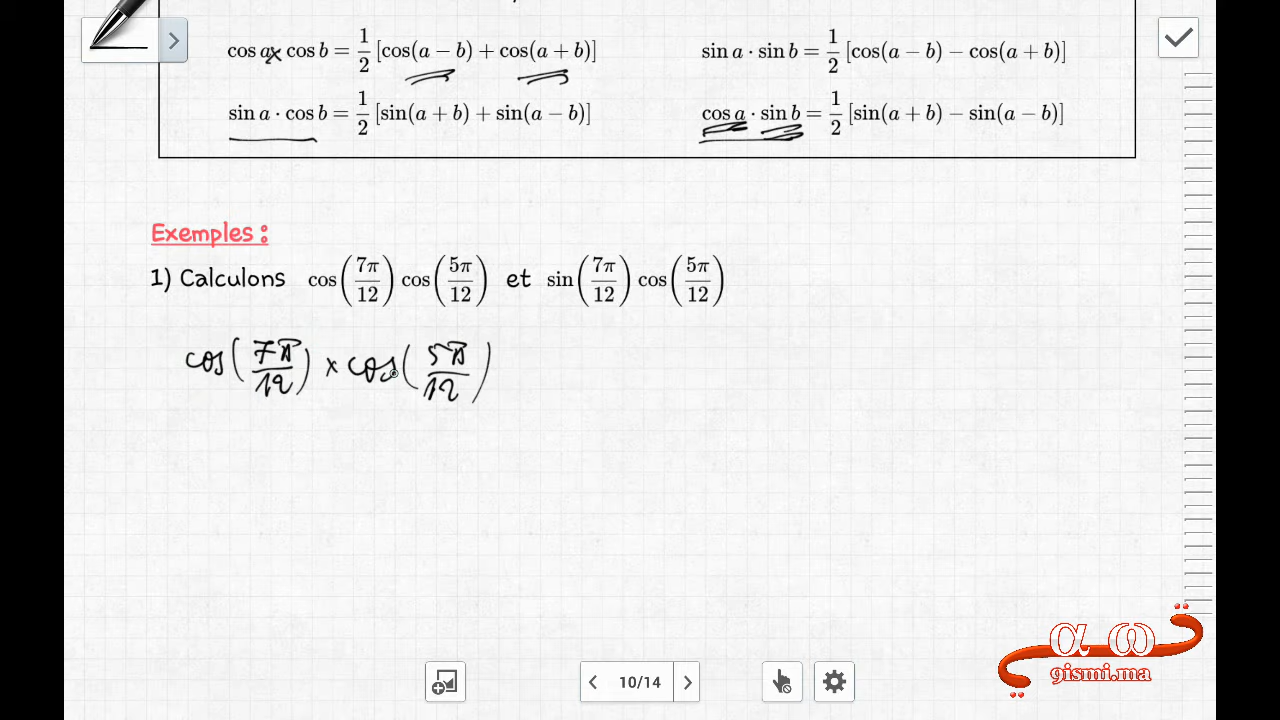 cos a× cos b = 1/2 [cos(a − b) + cos(a + b)]
sin a · sin b = 1/2 [cos(a − b) − cos(a + b)]
sin a · cos b = 1/2 [sin(a + b) + sin(a − b)]
cos a · sin b = 1/2 [sin(a + b) − sin(a − b)]
Exemples :
1) Calculons cos(7π/12) cos(5π/12) et sin(7π/12) cos(5π/12)
cos(7π/12) × cos(5π/12)
10/14
α ω ت
gismi.ma